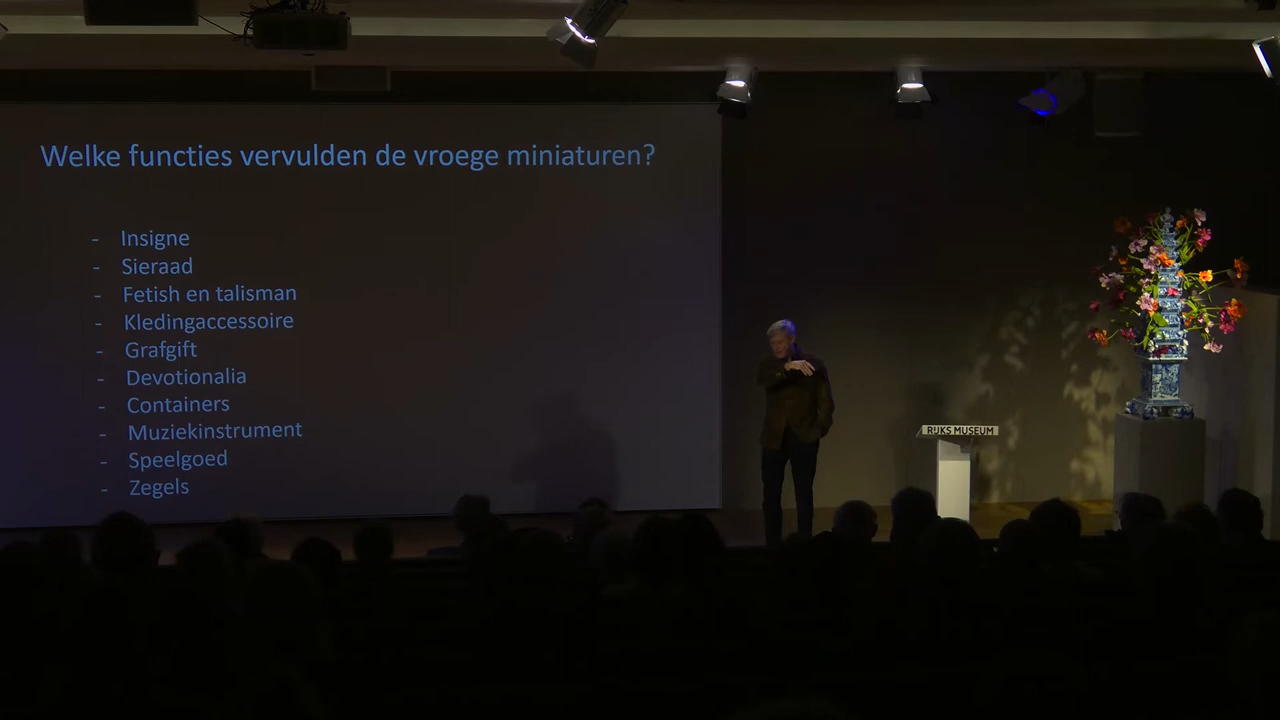 Welke functies vervulden de vroege miniaturen?
- Insigne
- Sieraad
- Fetish en talisman
- Kledingaccessoire
- Grafgift
- Devotionalia
- Containers
- Muziekinstrument
- Speelgoed
- Zegels
RIJKS MUSEUM